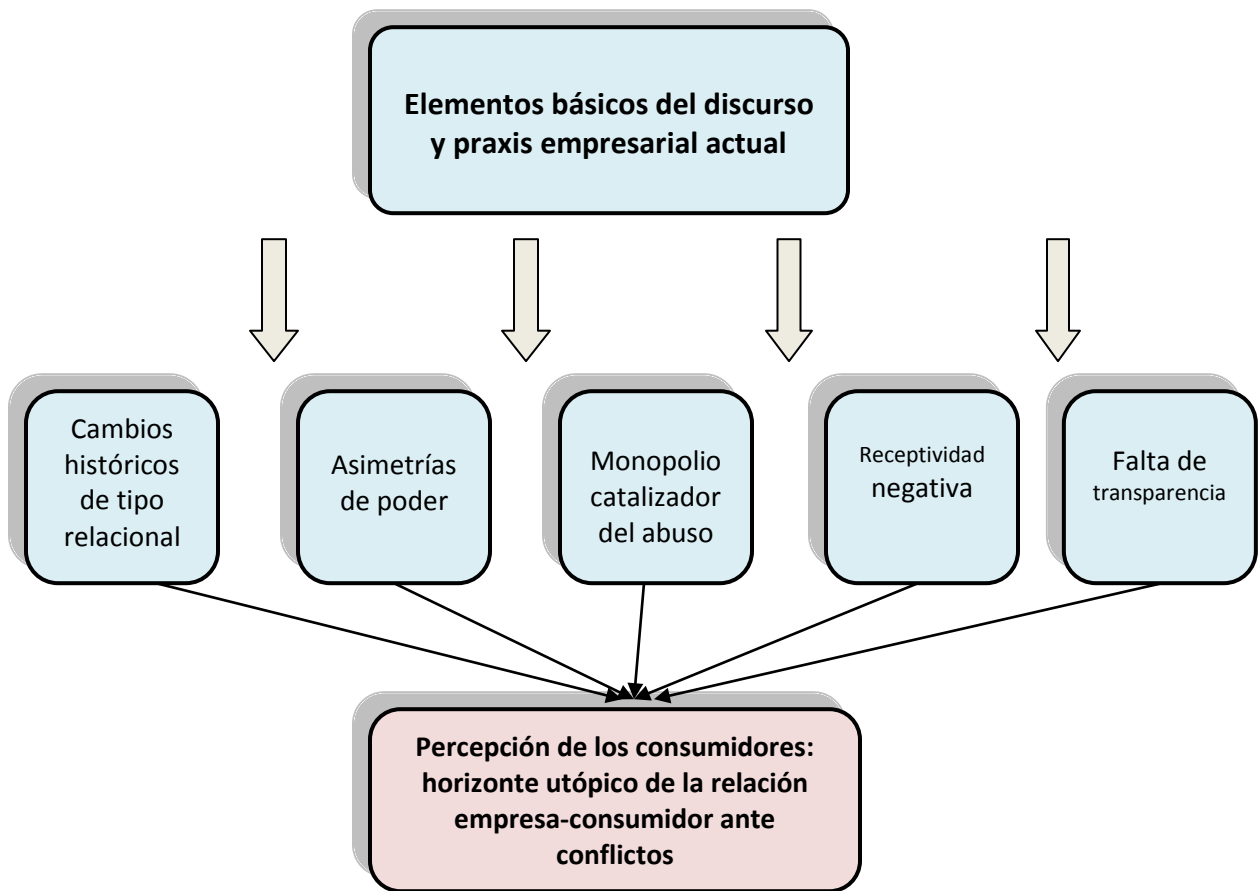 Elementos básicos del discurso
y praxis empresarial actual
Cambios
históricos
de tipo
relacional
Asimetrías
de poder
Monopolio
catalizador
del abuso
Receptividad
negativa
Falta de
transparencia
Percepción de los consumidores:
horizonte utópico de la relación
empresa-consumidor ante
conflictos